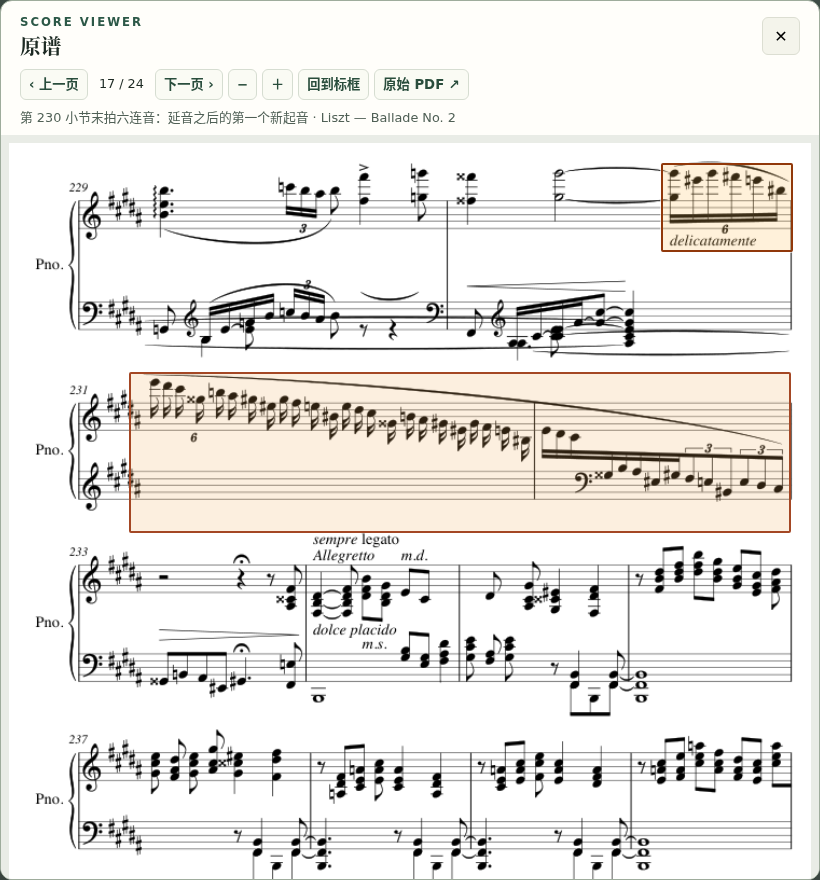 SCORE VIEWER
原谱
✕
‹ 上一页 17 / 24 下一页 › − ＋ 回到标框 原始 PDF ↗
第 230 小节末拍六连音：延音之后的第一个新起音 · Liszt — Ballade No. 2
229
3
6
delicatamente
Pno.
3
231
6
3 3
Pno.
sempre legato
233
Allegretto m.d.
Pno.
dolce placido
m.s.
237
Pno.